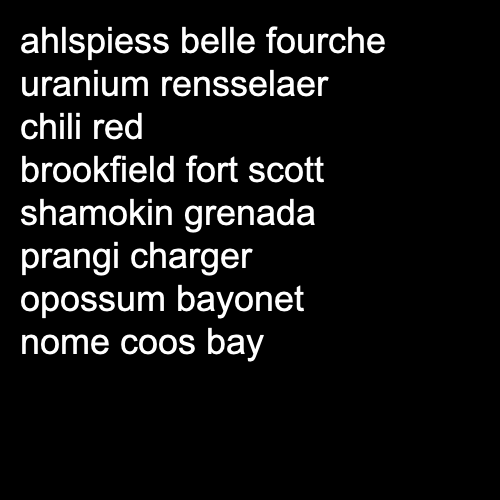 ahlspiess belle fourche
uranium rensselaer
chili red
brookfield fort scott
shamokin grenada
prangi charger
opossum bayonet
nome coos bay